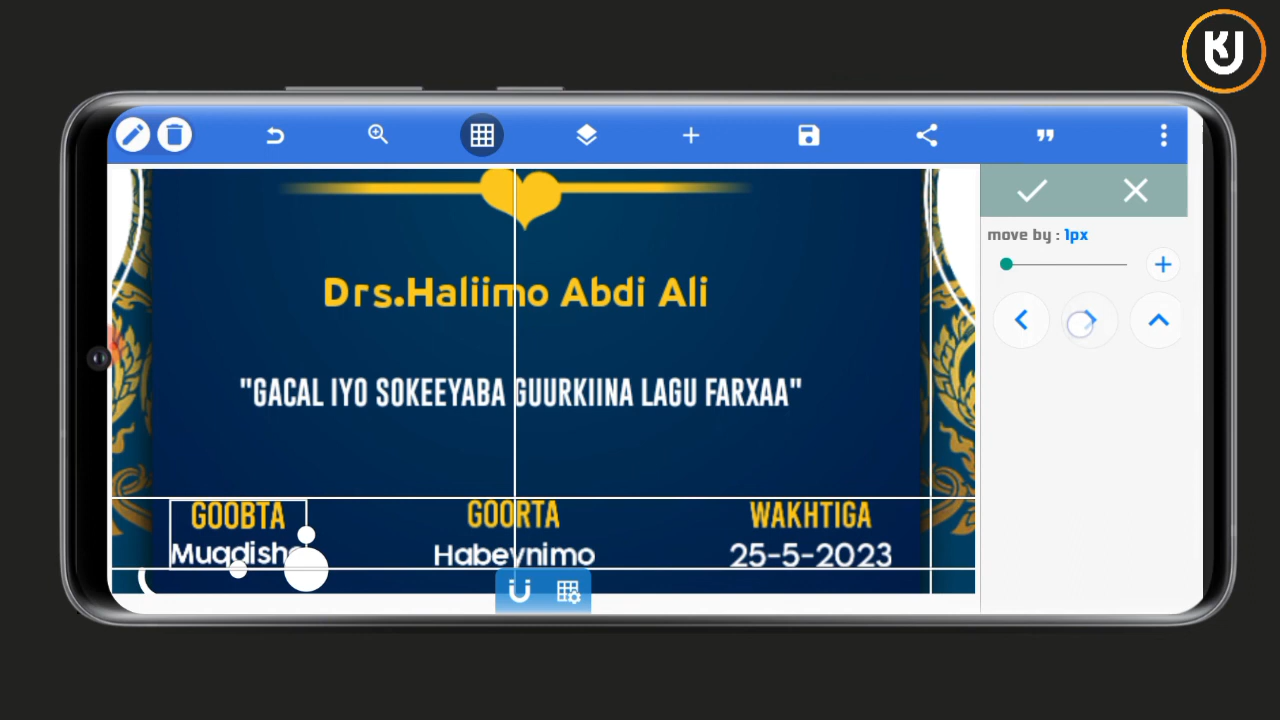 KU
move by : 1px
Drs.Haliimo Abdi Ali
"GACAL IYO SOKEEYABA GUURKIINA LAGU FARXAA"
GOOBTA GOORTA WAKHTIGA
Habeynimo 25-5-2023